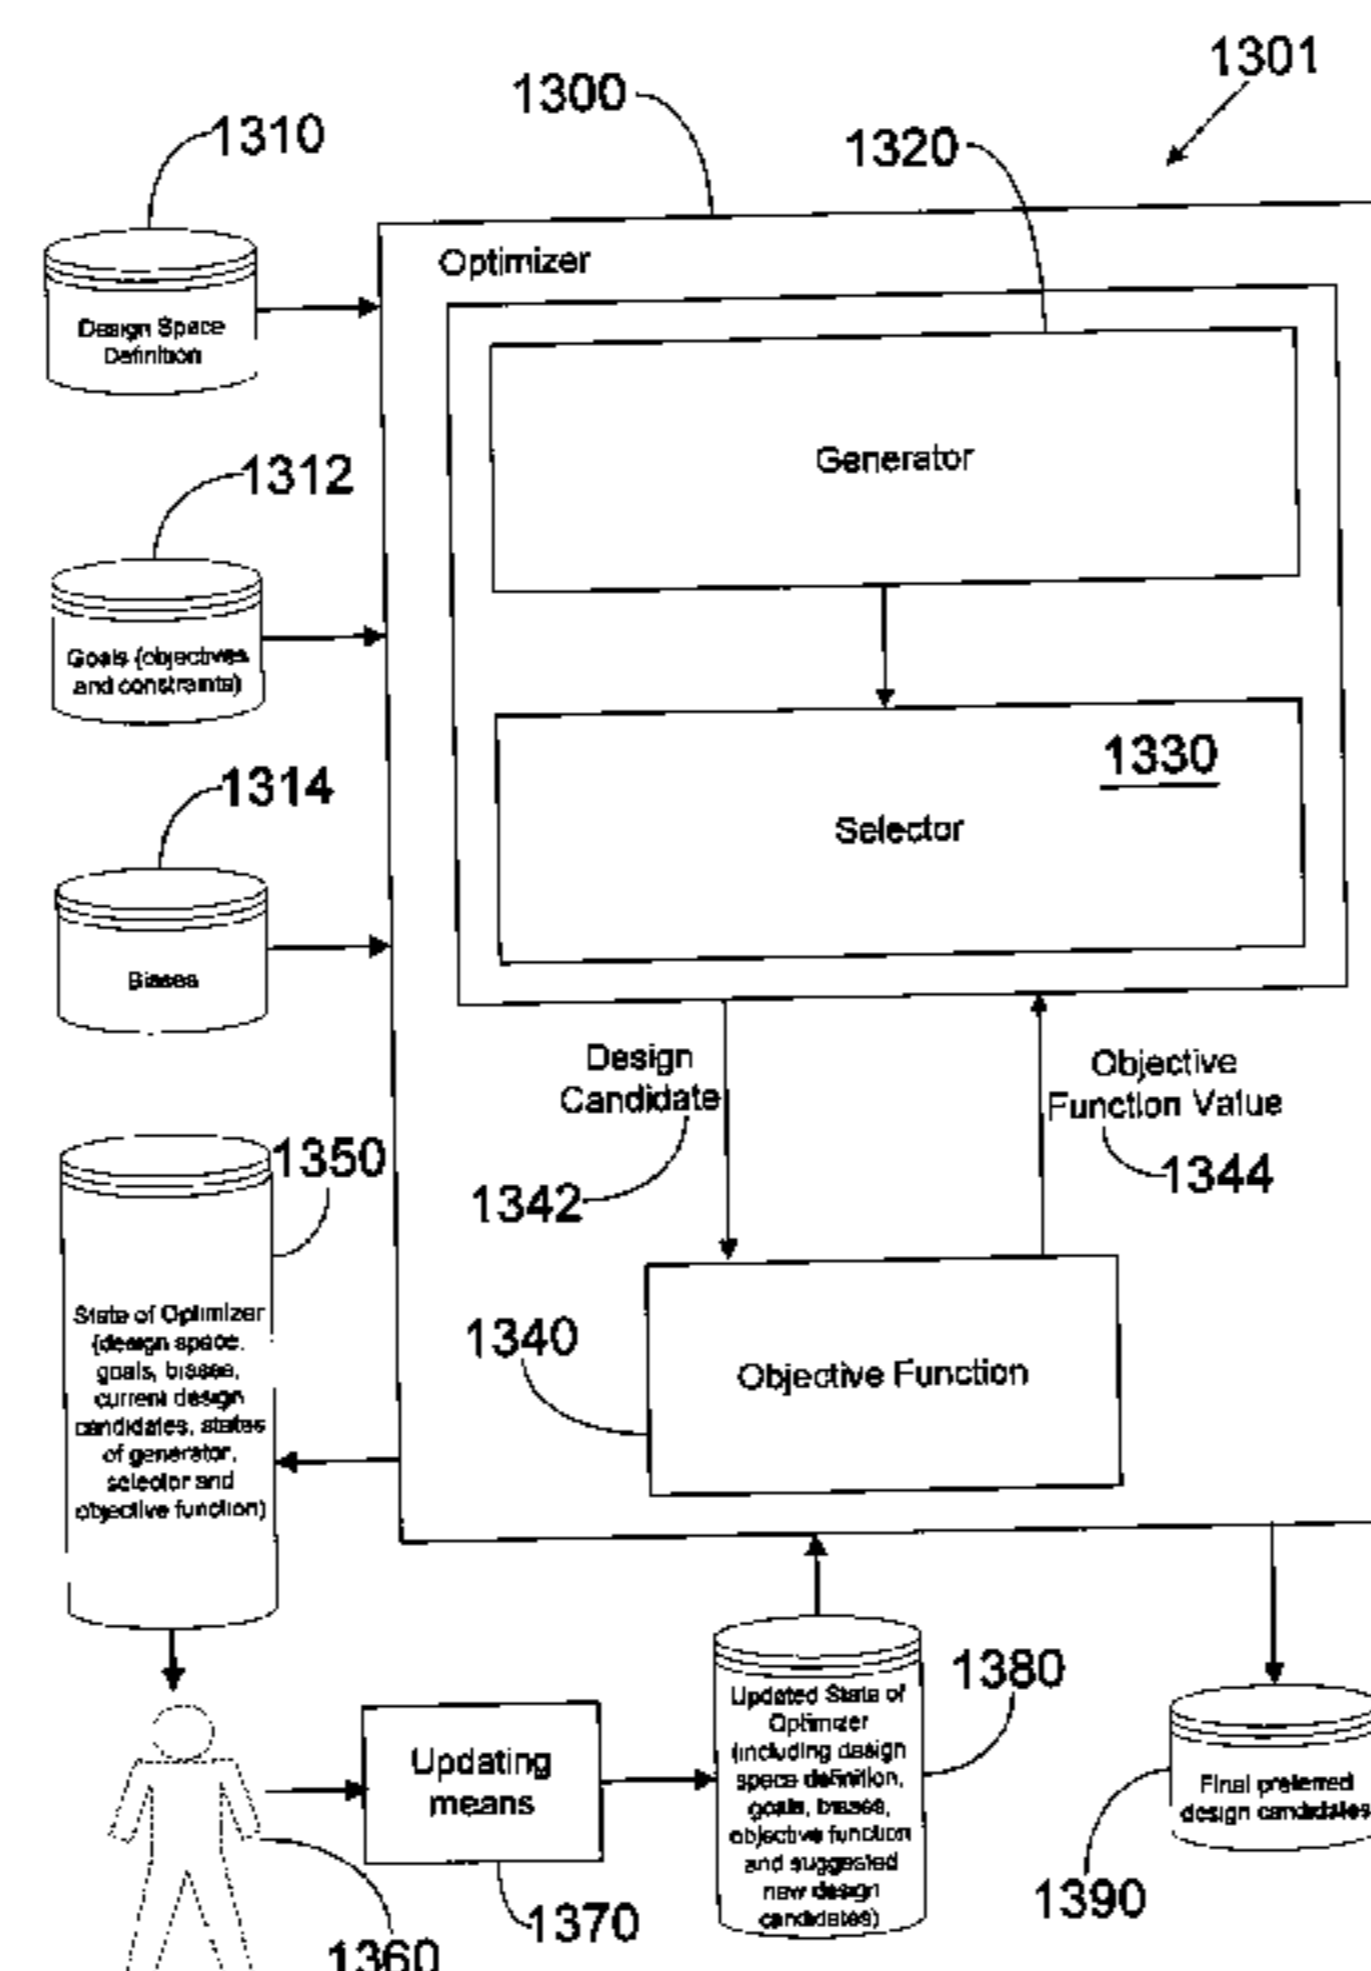 1301
1300
1310
1320
Optimizer
Design Space
Definition
Generator
1312
Goals (objectives
and constraints)
1330
Selector
1314
Biases
Design
Candidate
Objective
Function Value
1350
1342
1344
State of Optimizer
(design space,
goals, biases,
current design
candidates, states
of generator,
selector and
objective function)
1340
Objective Function
1380
Updated State of
Optimizer
(including design
space definition,
goals, biases,
objective function
and suggested
new design
candidates)
Updating
means
Final preferred
design candidates
1390
1370
1360